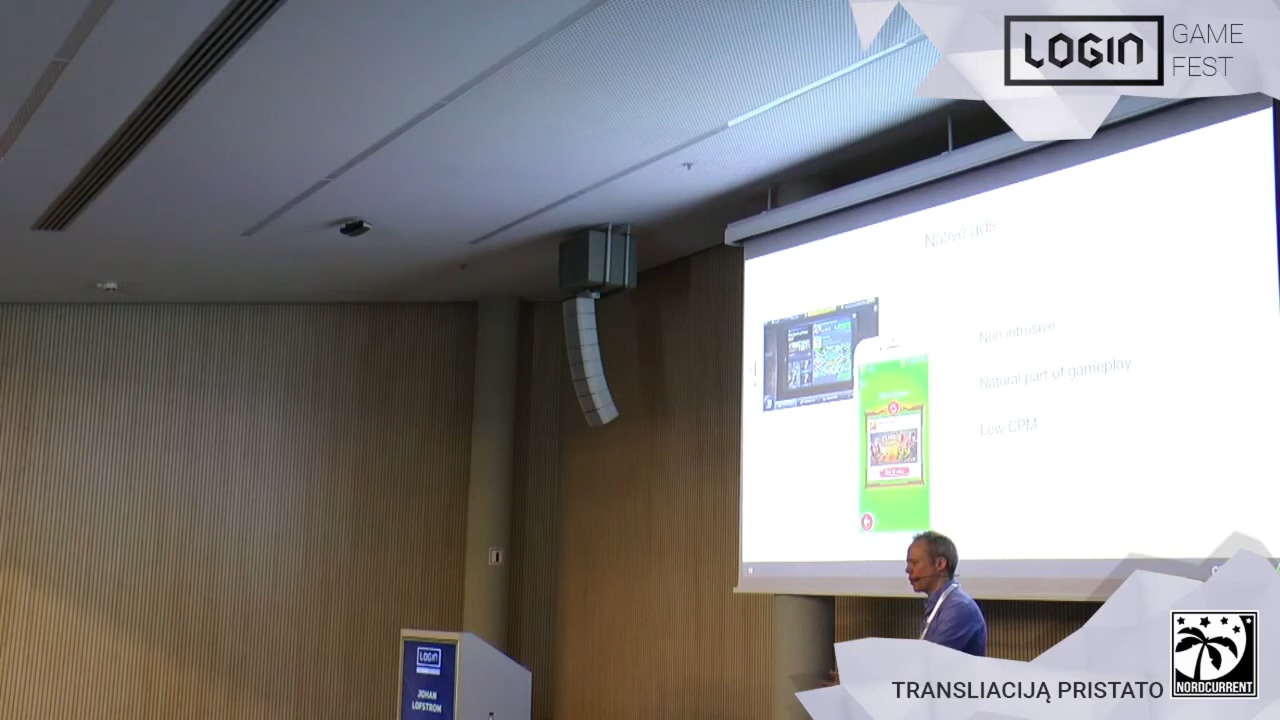 LOGIN
GAME
FEST
Native ads
Non intrusive
Natural part of gameplay
Low CPM
LOGIN
JOHAN
LOFSTROM
TRANSLIACIJĄ PRISTATO
NORDCURRENT